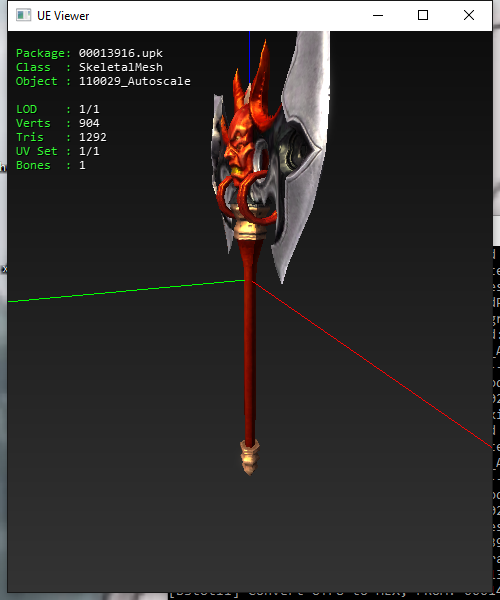 UE Viewer
Package: 00013916.upk
Class : SkeletalMesh
Object : 110029_Autoscale
LOD : 1/1
Verts : 904
Tris : 1292
UV Set : 1/1
Bones : 1